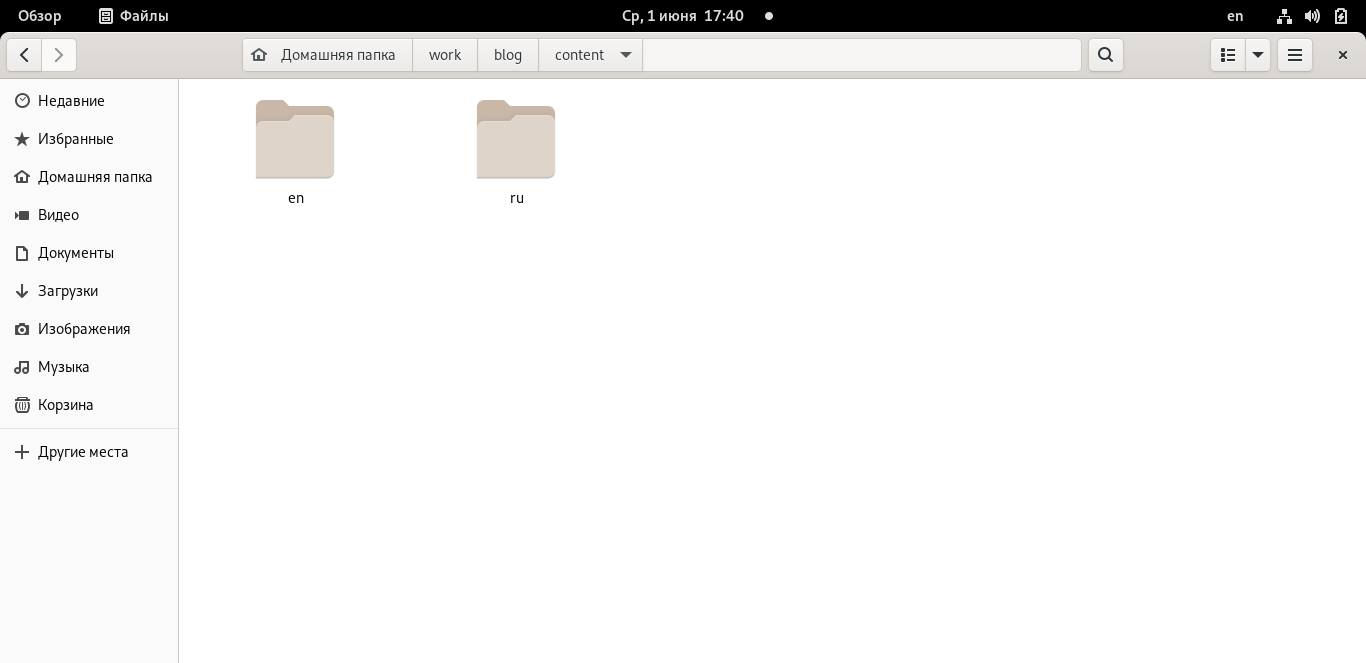 Обзор Файлы Ср, 1 июня 17:40 en
Домашняя папка work blog content
Недавние
Избранные
Домашняя папка
Видео
Документы
Загрузки
Изображения
Музыка
Корзина
Другие места
en ru